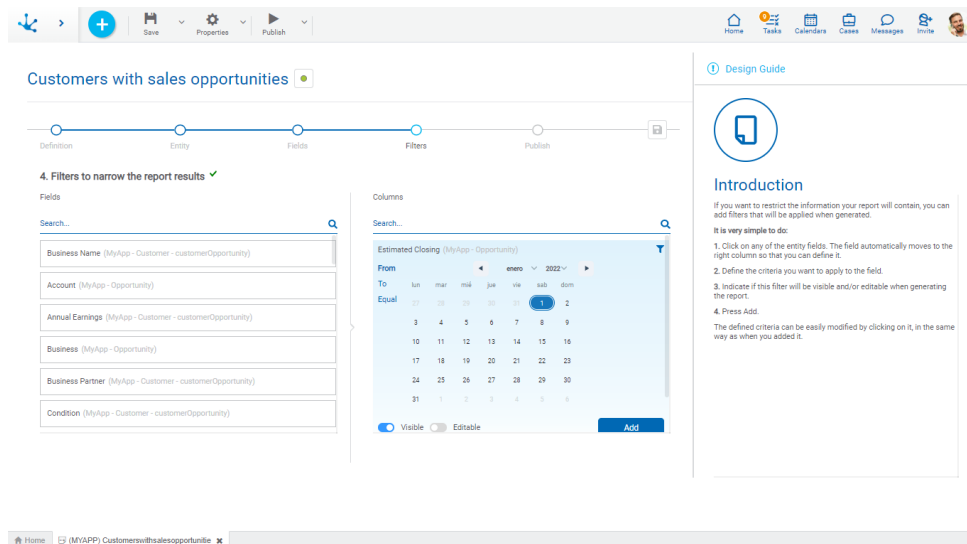 Save
Properties
Publish
Home
6
Tasks
Calendars
Cases
Messages
Invite
Customers with sales opportunities
Definition
Entity
Fields
Filters
Publish
4. Filters to narrow the report results
Fields
Search...
Business Name (MyApp - Customer - customerOpportunity)
Account (MyApp - Opportunity)
Annual Earnings (MyApp - Customer - customerOpportunity)
Business (MyApp - Opportunity)
Business Partner (MyApp - Customer - customerOpportunity)
Condition (MyApp - Customer - customerOpportunity)
Columns
Search...
Estimated Closing (MyApp - Opportunity)
From
To
Equal
enero 2022
lun mar mié jue vie sab dom
27 28 29 30 31 1 2
3 4 5 6 7 8 9
10 11 12 13 14 15 16
17 18 19 20 21 22 23
24 25 26 27 28 29 30
31 1 2 3 4 5 6
Visible Editable Add
Design Guide
Introduction
If you want to restrict the information your report will contain, you can
add filters that will be applied when generated.
It is very simple to do:
1. Click on any of the entity fields. The field automatically moves to the
right column so that you can define it.
2. Define the criteria you want to apply to the field.
3. Indicate if this filter will be visible and/or editable when generating
the report.
4. Press Add.
The defined criteria can be easily modified by clicking on it, in the same
way as when you added it.
Home
(MYAPP) Customerswithsalesopportunitie